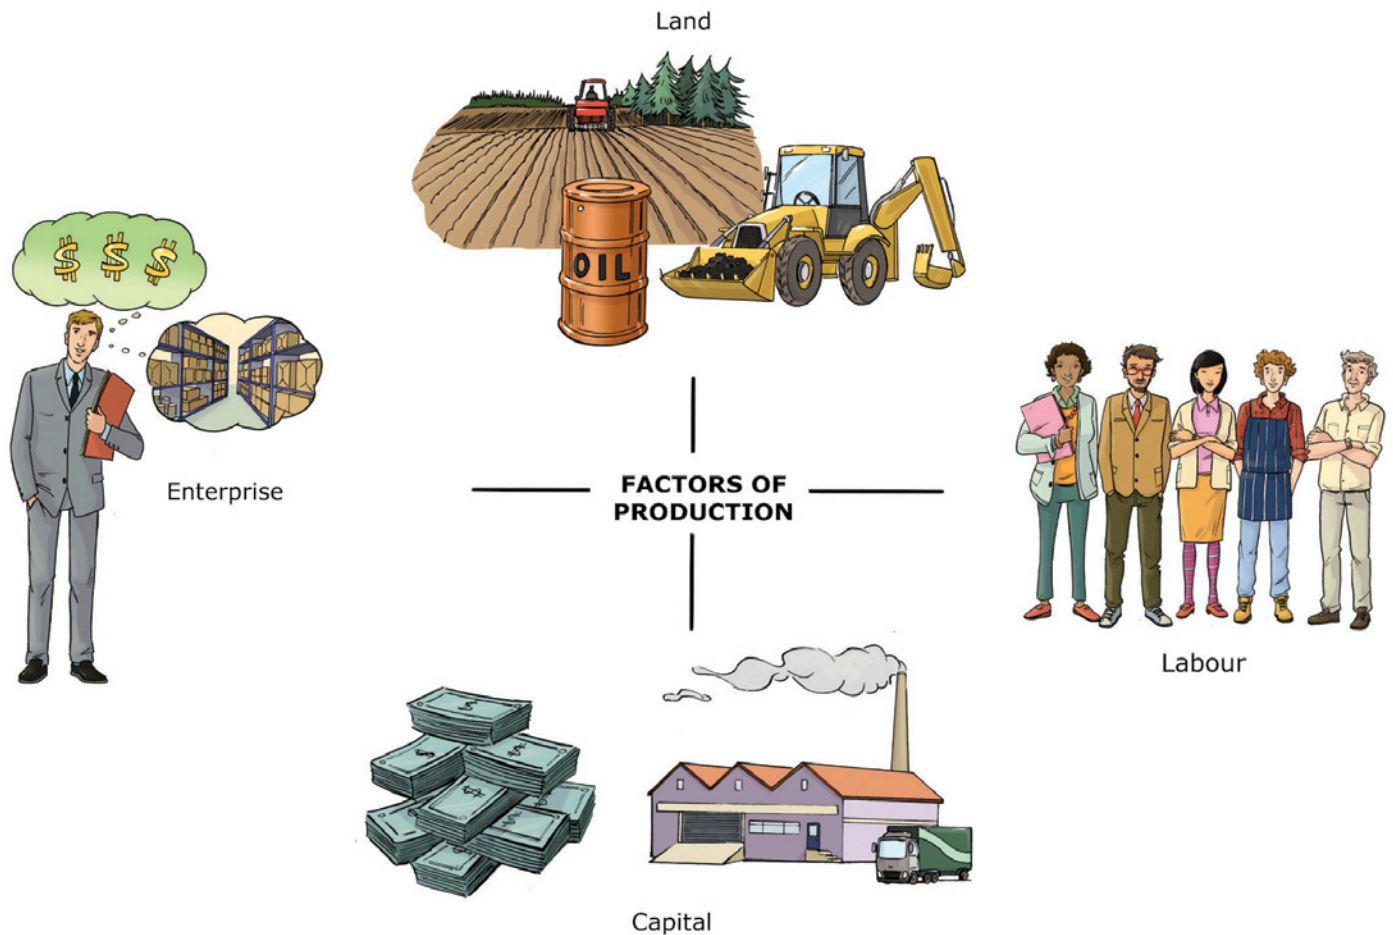 Land
$ $ $
OIL
Enterprise
FACTORS OF
PRODUCTION
Labour
Capital